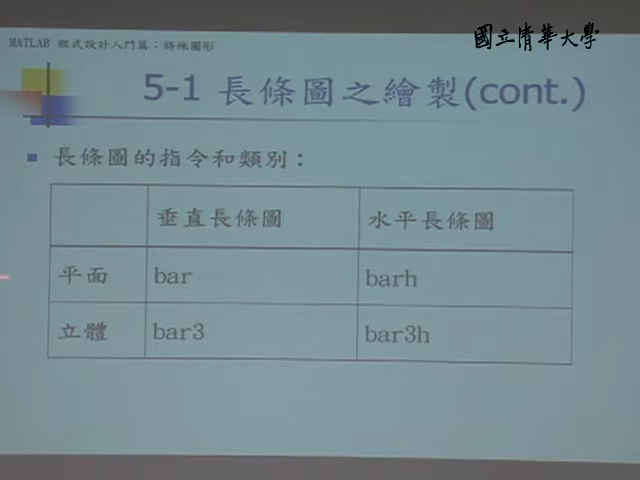 MATLAB 程式設計入門篇：特殊圖形
國立清華大學
5-1 長條圖之繪製(cont.)
長條圖的指令和類別：
垂直長條圖 水平長條圖
平面 bar barh
立體 bar3 bar3h